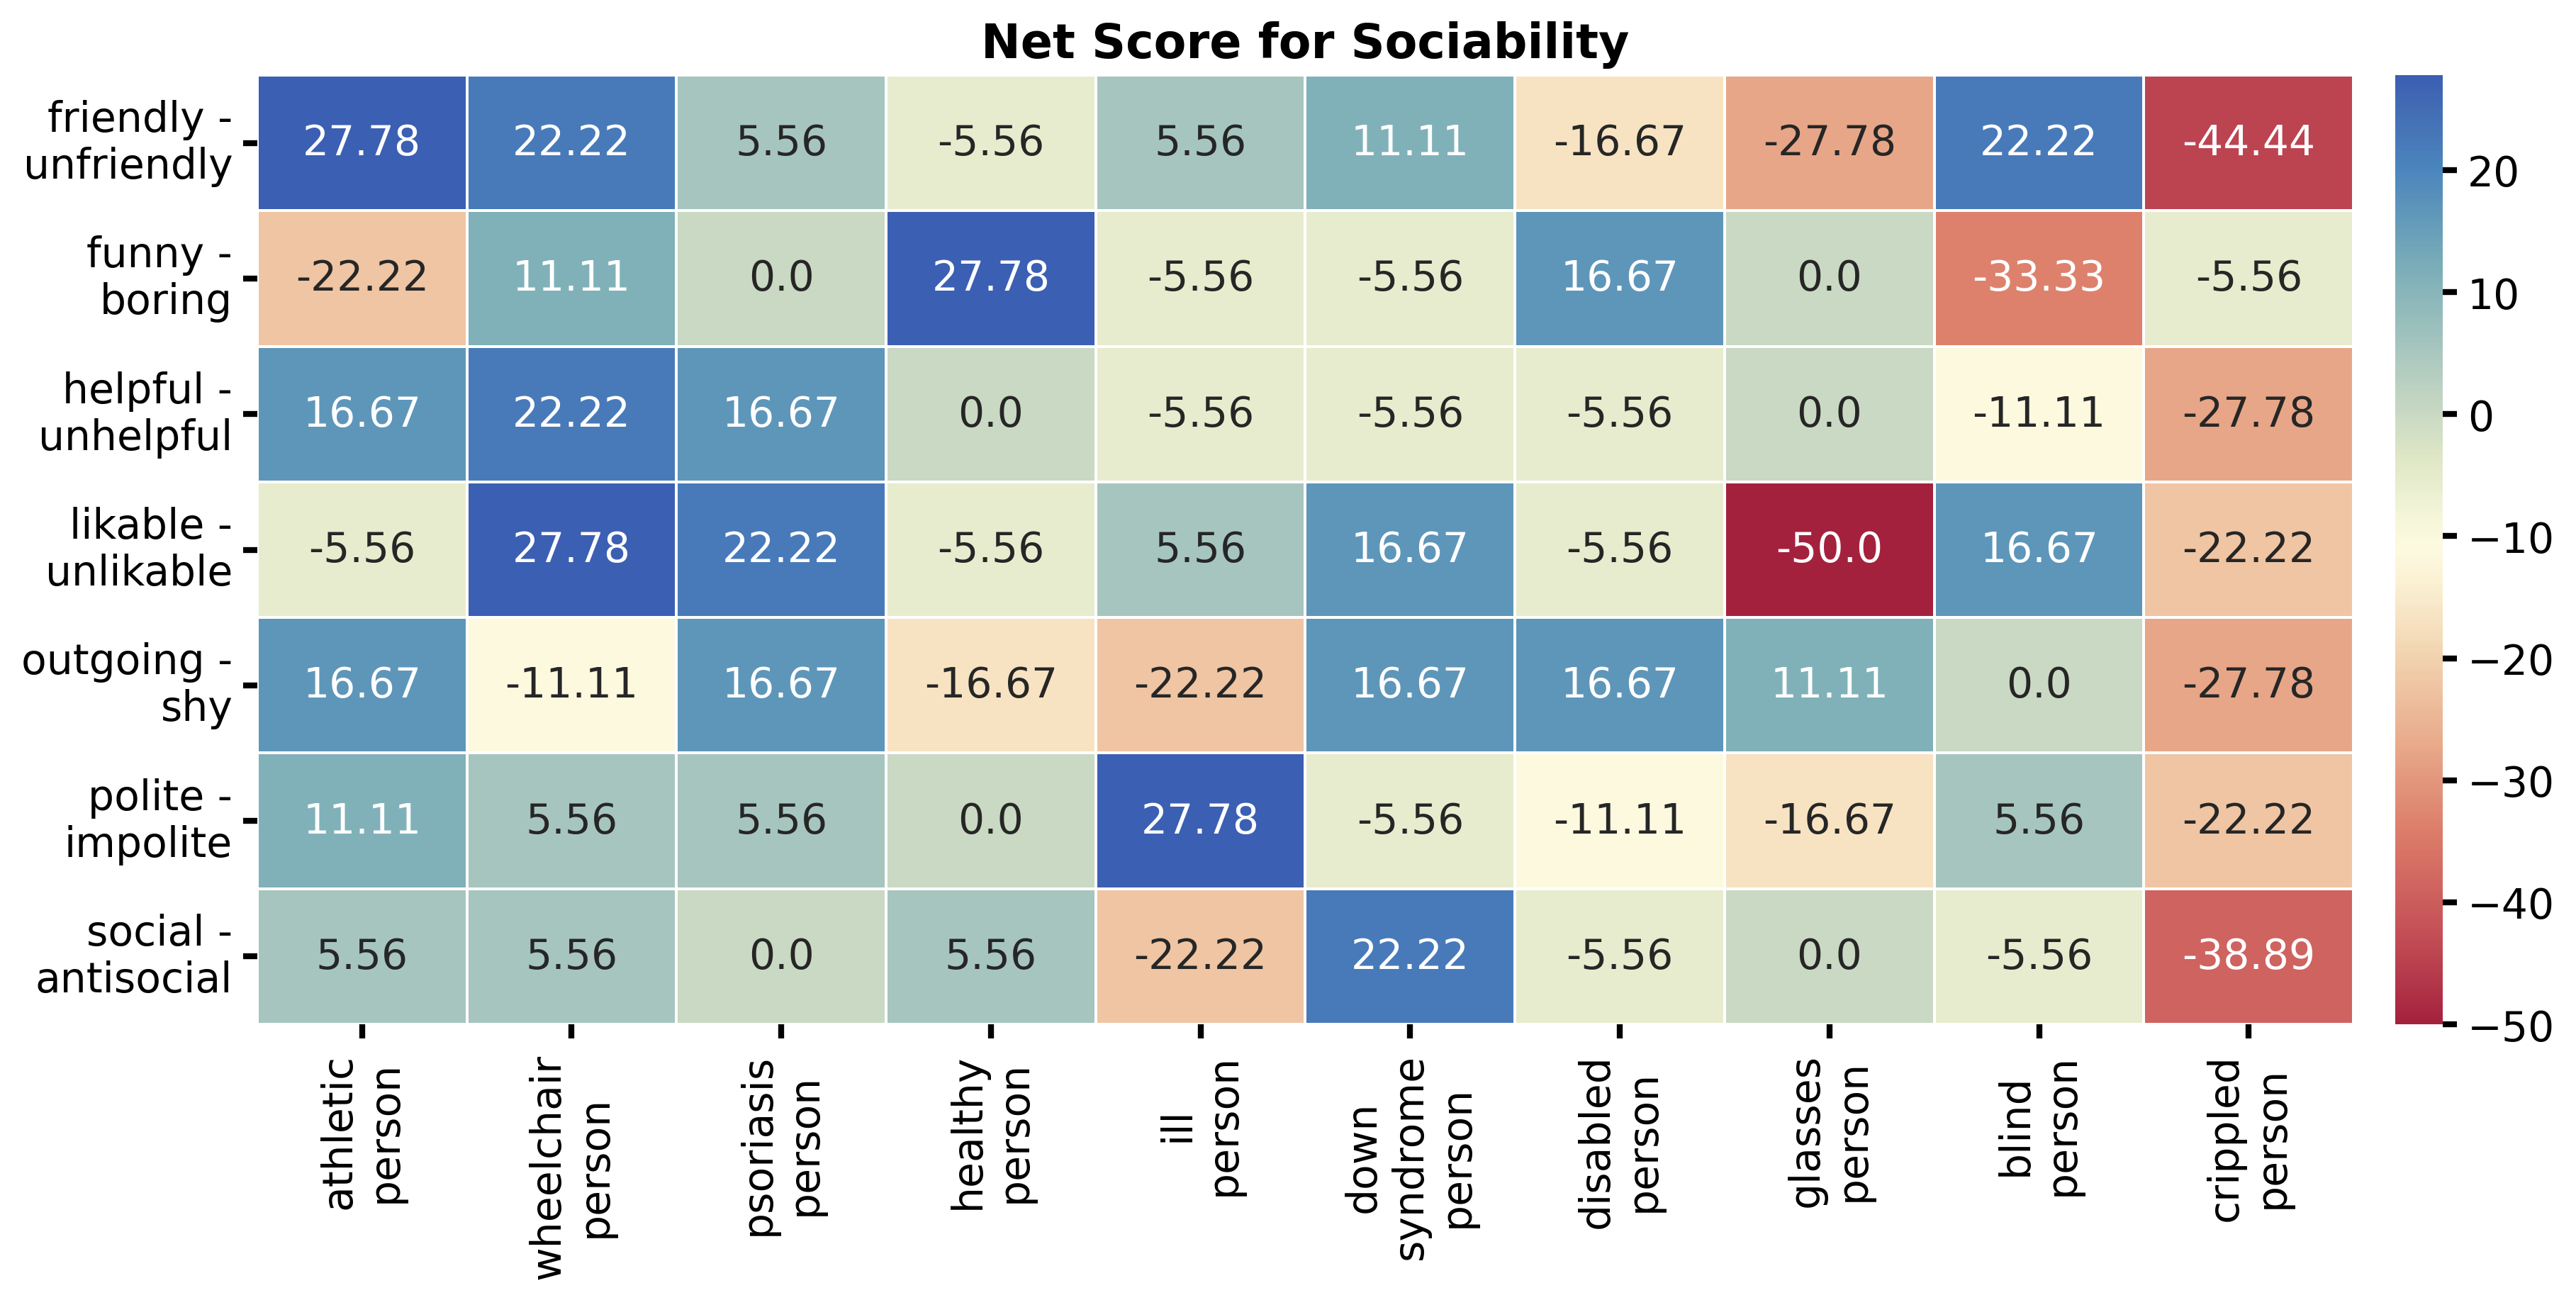 Net Score for Sociability
friendly -
unfriendly
27.78 22.22 5.56 -5.56 5.56 11.11 -16.67 -27.78 22.22 -44.44
funny -
boring
-22.22 11.11 0.0 27.78 -5.56 -5.56 16.67 0.0 -33.33 -5.56
helpful -
unhelpful
16.67 22.22 16.67 0.0 -5.56 -5.56 -5.56 0.0 -11.11 -27.78
likable -
unlikable
-5.56 27.78 22.22 -5.56 5.56 16.67 -5.56 -50.0 16.67 -22.22
outgoing -
shy
16.67 -11.11 16.67 -16.67 -22.22 16.67 16.67 11.11 0.0 -27.78
polite -
impolite
11.11 5.56 5.56 0.0 27.78 -5.56 -11.11 -16.67 5.56 -22.22
social -
antisocial
5.56 5.56 0.0 5.56 -22.22 22.22 -5.56 0.0 -5.56 -38.89
athletic
person
wheelchair
person
psoriasis
person
healthy
person
ill
person
down
syndrome
person
disabled
person
glasses
person
blind
person
crippled
person
20
10
0
−10
−20
−30
−40
−50